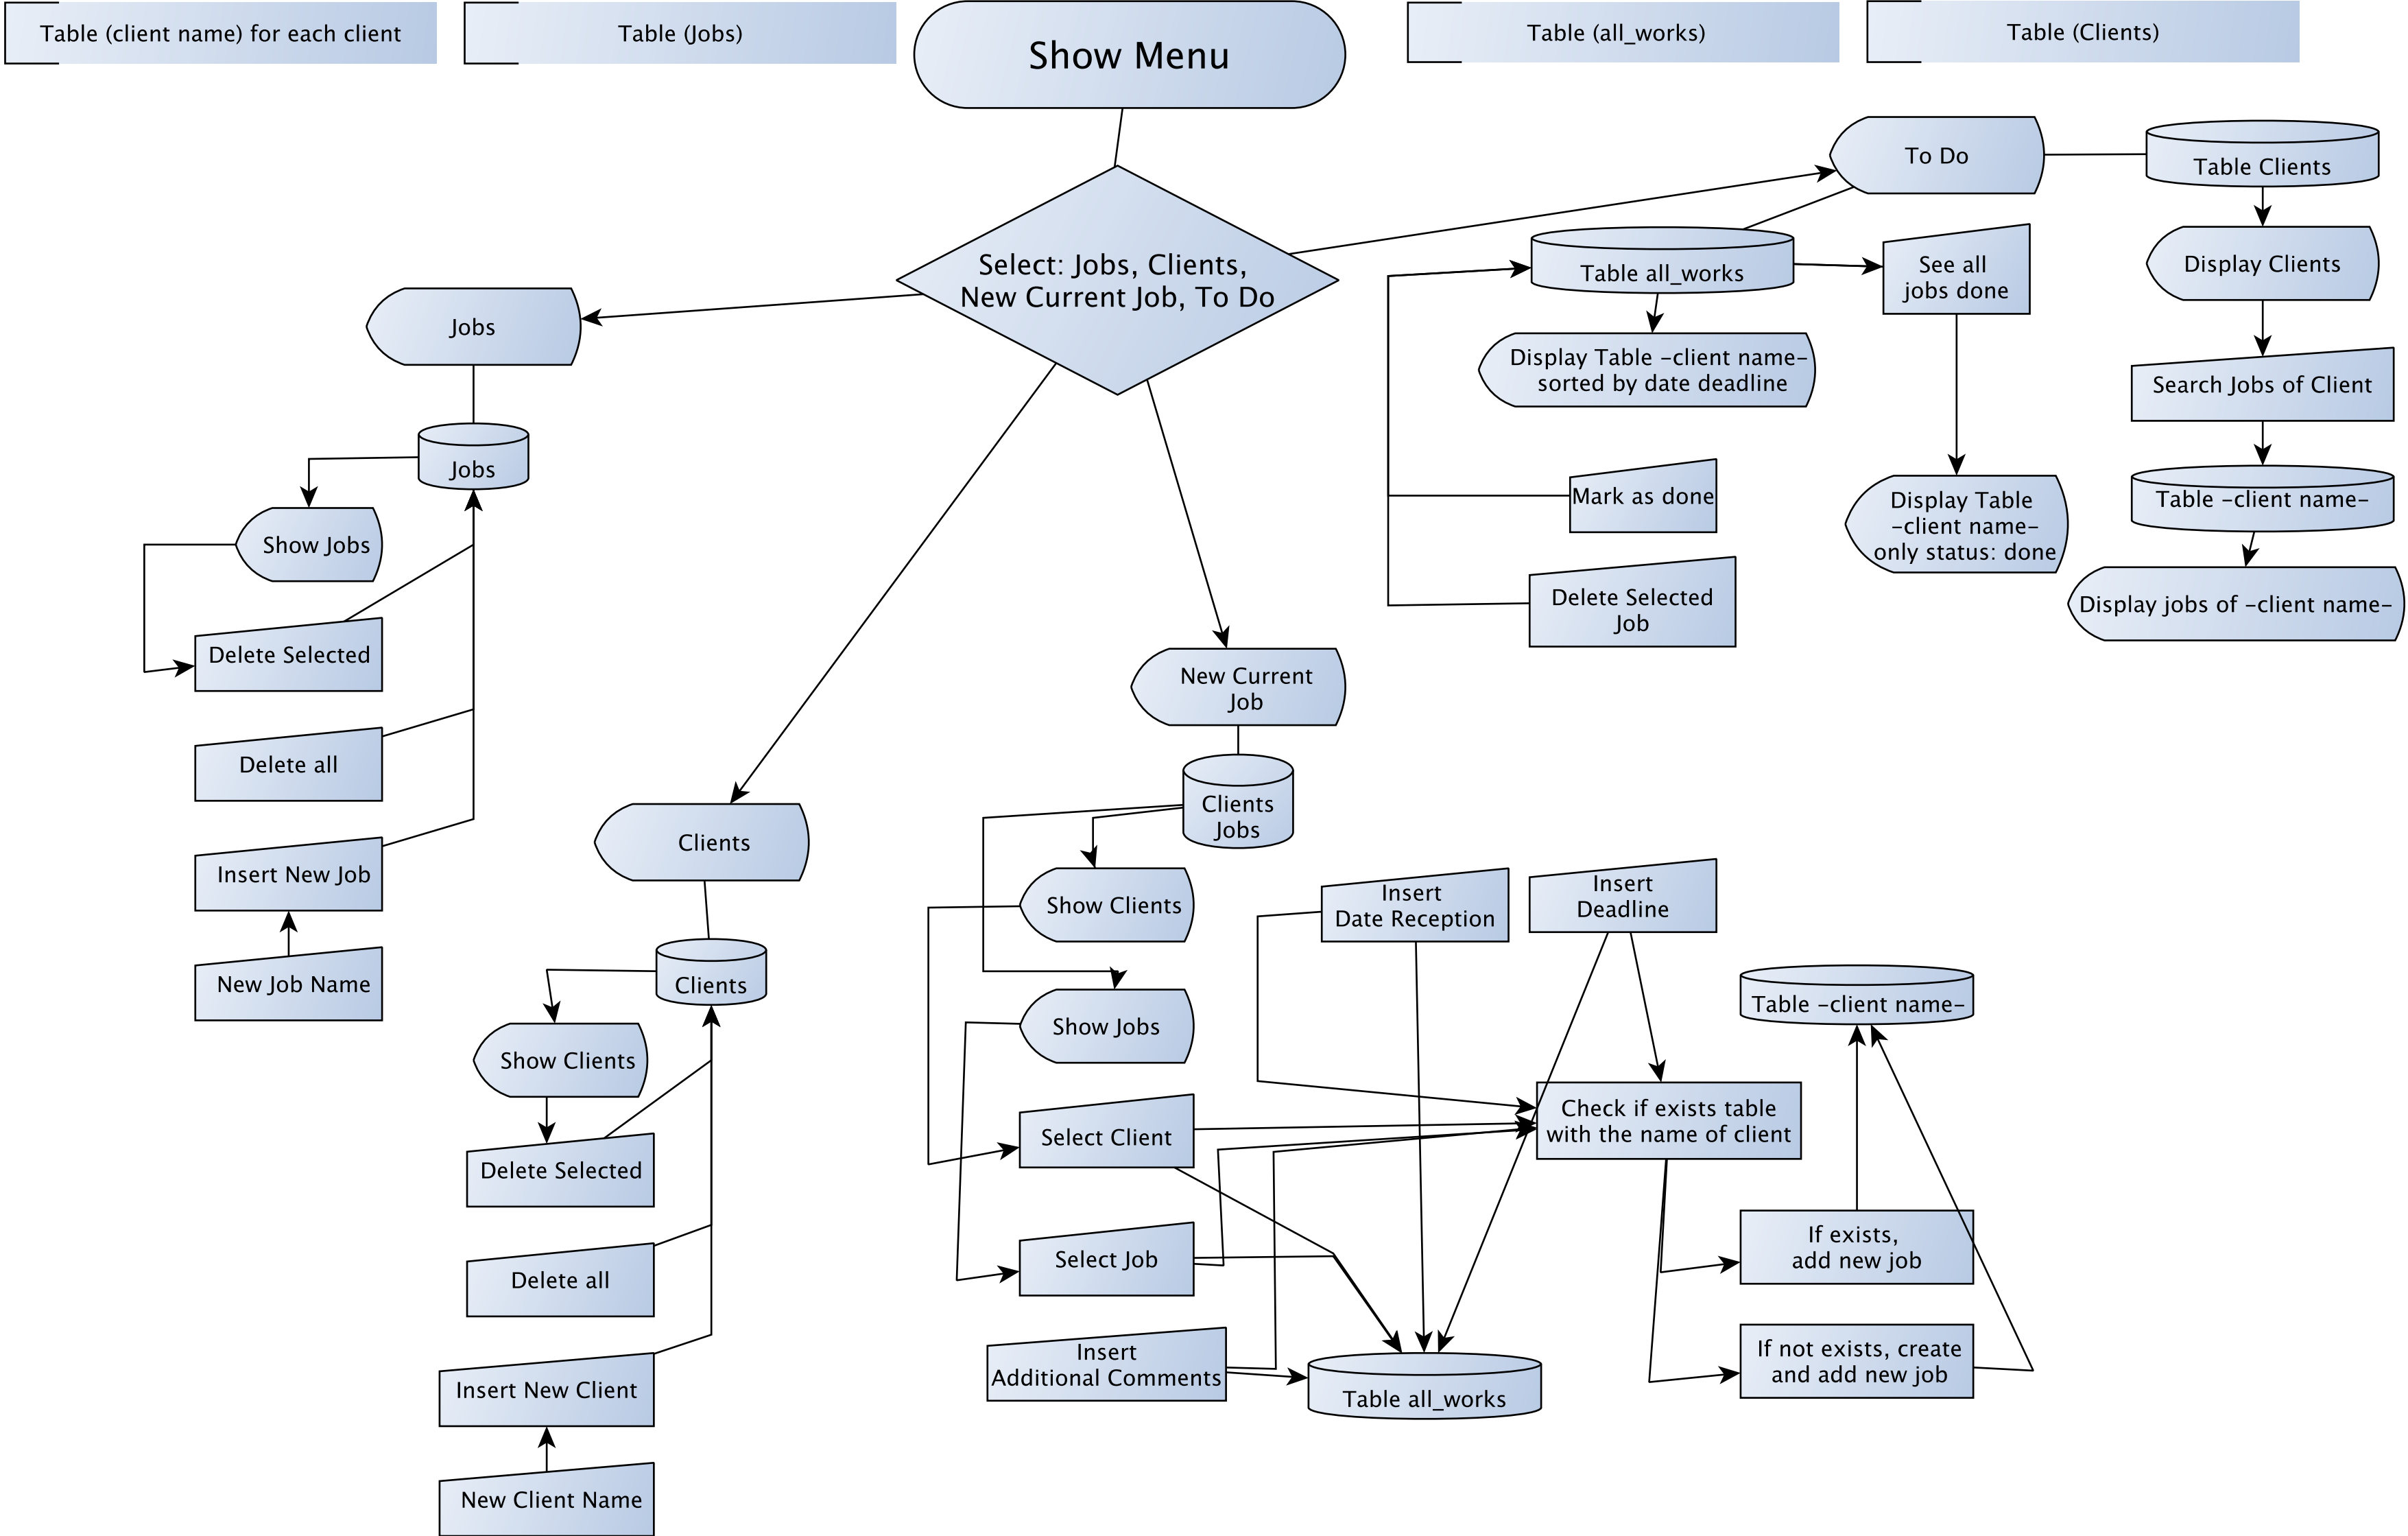 Table (client name) for each client
Table (Jobs)
Show Menu
Table (all_works)
Table (Clients)
Select: Jobs, Clients,
New Current Job, To Do
To Do
Table Clients
Table all_works
See all
jobs done
Display Clients
Display Table -client name-
sorted by date deadline
Search Jobs of Client
Mark as done
Display Table
-client name-
only status: done
Table -client name-
Delete Selected
Job
Display jobs of -client name-
Jobs
Jobs
Show Jobs
Delete Selected
Delete all
Insert New Job
New Job Name
Clients
Clients
Show Clients
Delete Selected
Delete all
Insert New Client
New Client Name
New Current
Job
Clients
Jobs
Show Clients
Show Jobs
Select Client
Select Job
Insert
Additional Comments
Insert
Date Reception
Insert
Deadline
Table -client name-
Check if exists table
with the name of client
If exists,
add new job
If not exists, create
and add new job
Table all_works